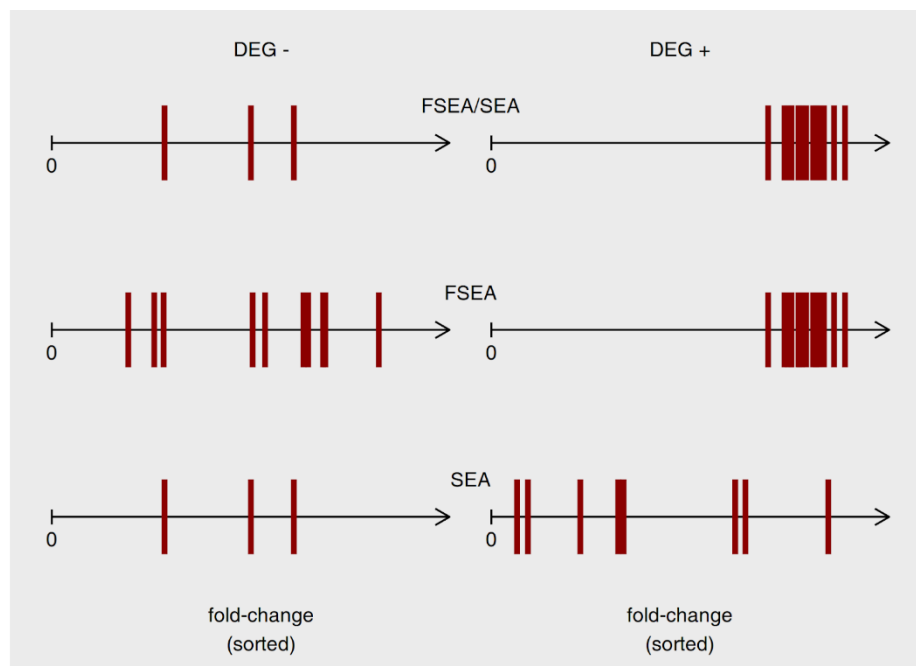 DEG -
DEG +
FSEA/SEA
0
0
FSEA
0
0
SEA
0
0
fold-change
(sorted)
fold-change
(sorted)